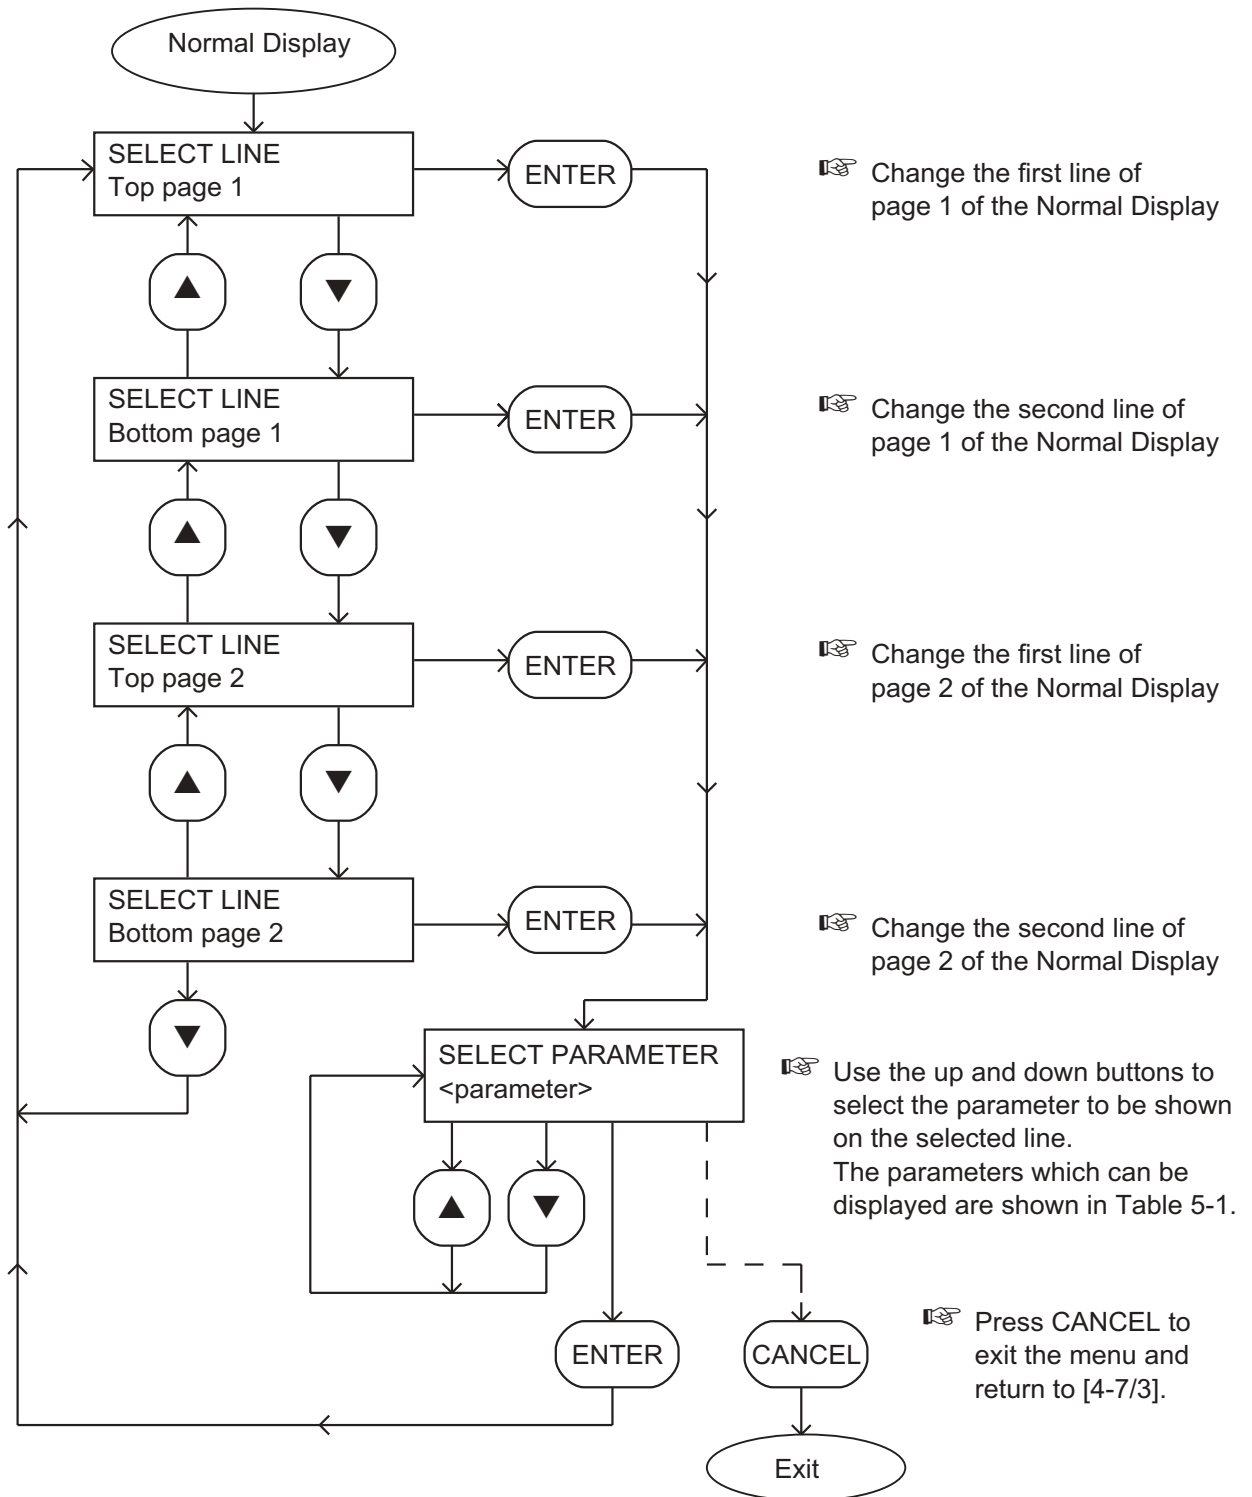 Normal Display
SELECT LINE
Top page 1
ENTER
☞ Change the first line of
page 1 of the Normal Display
▲
▼
SELECT LINE
Bottom page 1
ENTER
☞ Change the second line of
page 1 of the Normal Display
▲
▼
SELECT LINE
Top page 2
ENTER
☞ Change the first line of
page 2 of the Normal Display
▲
▼
SELECT LINE
Bottom page 2
ENTER
☞ Change the second line of
page 2 of the Normal Display
▼
SELECT PARAMETER
<parameter>
☞ Use the up and down buttons to
select the parameter to be shown
on the selected line.
The parameters which can be
displayed are shown in Table 5-1.
▲
▼
ENTER
CANCEL
☞ Press CANCEL to
exit the menu and
return to [4-7/3].
Exit